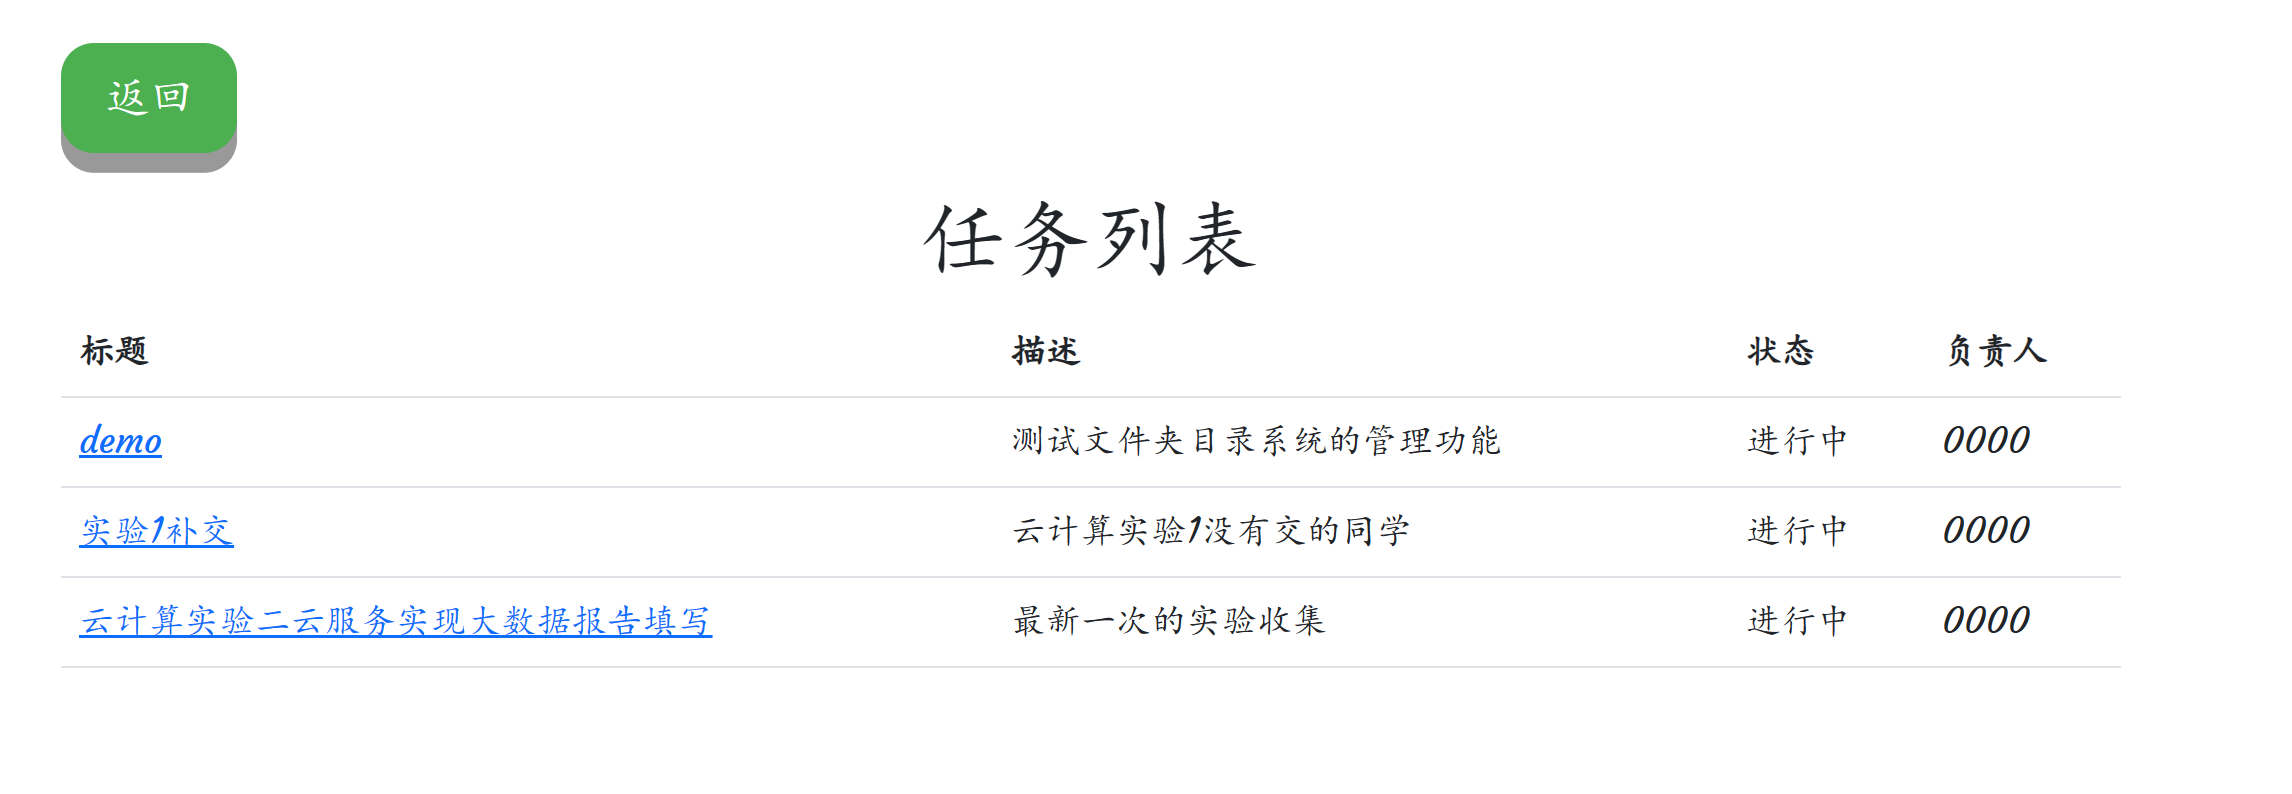 返回
任务列表
标题 描述 状态 负责人
demo 测试文件夹目录系统的管理功能 进行中 0000
实验1补交 云计算实验1没有交的同学 进行中 0000
云计算实验二云服务实现大数据报告填写 最新一次的实验收集 进行中 0000